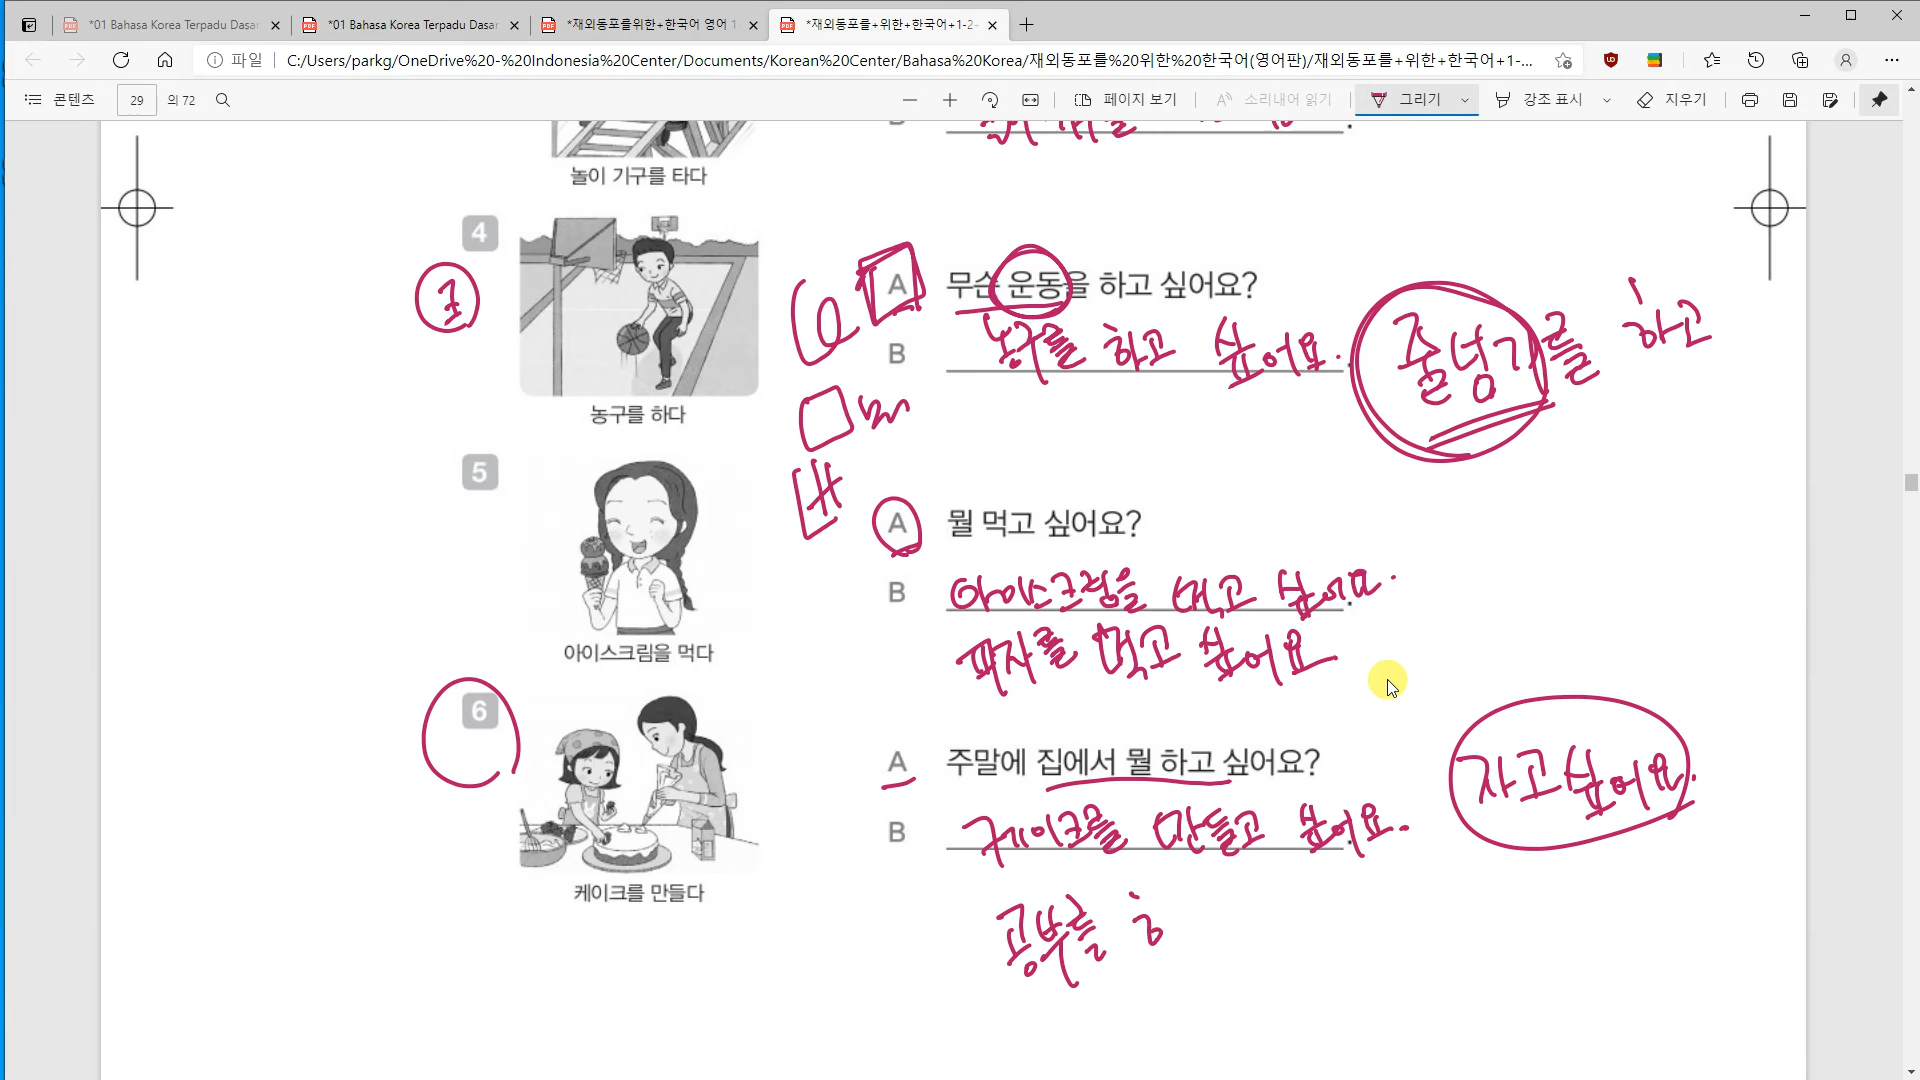 *01 Bahasa Korea Terpadu Dasar
*01 Bahasa Korea Terpadu Dasar
*재외동포를위한+한국어 영어 1
*재외동포를+위한+한국어+1-2-
파일
C:/Users/parkg/OneDrive%20-%20Indonesia%20Center/Documents/Korean%20Center/Bahasa%20Korea/재외동포를%20위한%20한국어(영어판)/재외동포를+위한+한국어+1-...
콘텐츠
29
의 72
페이지 보기
소리내어 읽기
그리기
강조 표시
지우기
놀이 기구를 타다
4
농구를 하다
A 무슨 운동을 하고 싶어요?
B 농구를 하고 싶어요.
줄넘기를 하고
5
아이스크림을 먹다
A 뭘 먹고 싶어요?
B 아이스크림을 먹고 싶어요.
피자를 먹고 싶어요
6
케이크를 만들다
A 주말에 집에서 뭘 하고 싶어요?
B 케이크를 만들고 싶어요.
자고 싶어요.
공부를